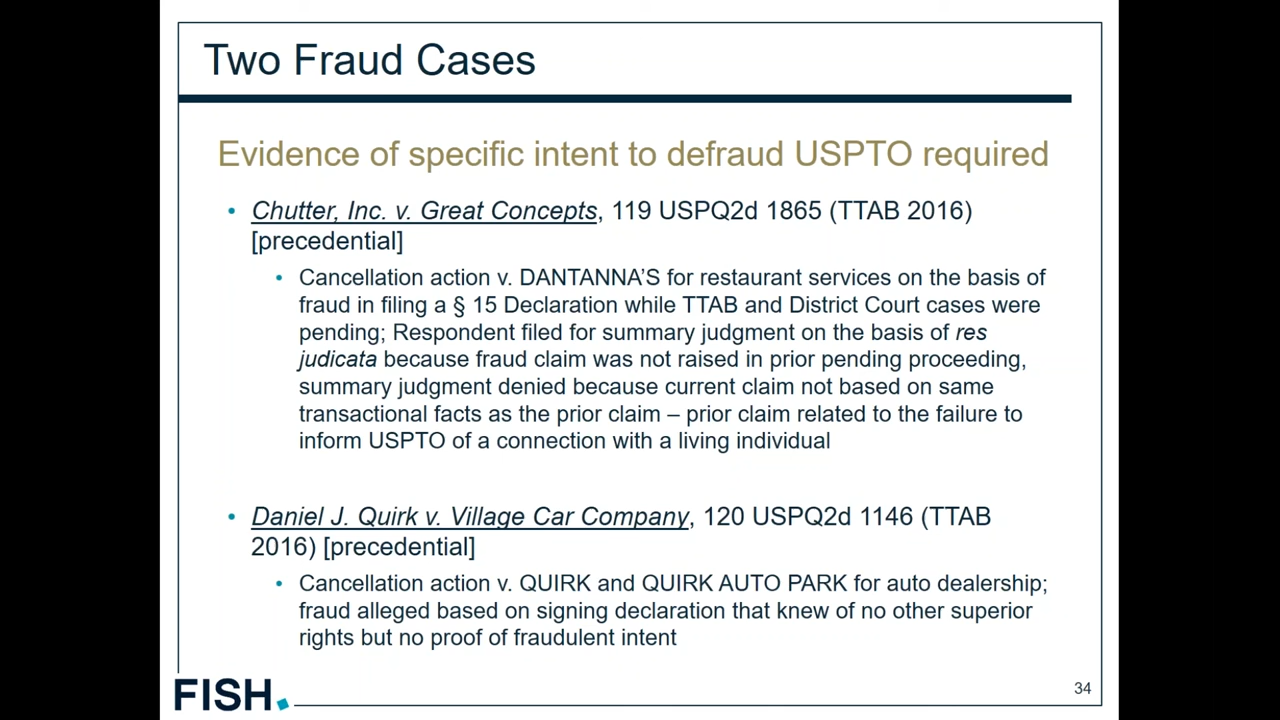 Two Fraud Cases
Evidence of specific intent to defraud USPTO required
• Chutter, Inc. v. Great Concepts, 119 USPQ2d 1865 (TTAB 2016)
[precedential]
• Cancellation action v. DANTANNA'S for restaurant services on the basis of
fraud in filing a § 15 Declaration while TTAB and District Court cases were
pending; Respondent filed for summary judgment on the basis of res
judicata because fraud claim was not raised in prior pending proceeding,
summary judgment denied because current claim not based on same
transactional facts as the prior claim – prior claim related to the failure to
inform USPTO of a connection with a living individual
• Daniel J. Quirk v. Village Car Company, 120 USPQ2d 1146 (TTAB
2016) [precedential]
• Cancellation action v. QUIRK and QUIRK AUTO PARK for auto dealership;
fraud alleged based on signing declaration that knew of no other superior
rights but no proof of fraudulent intent
FISH.
34